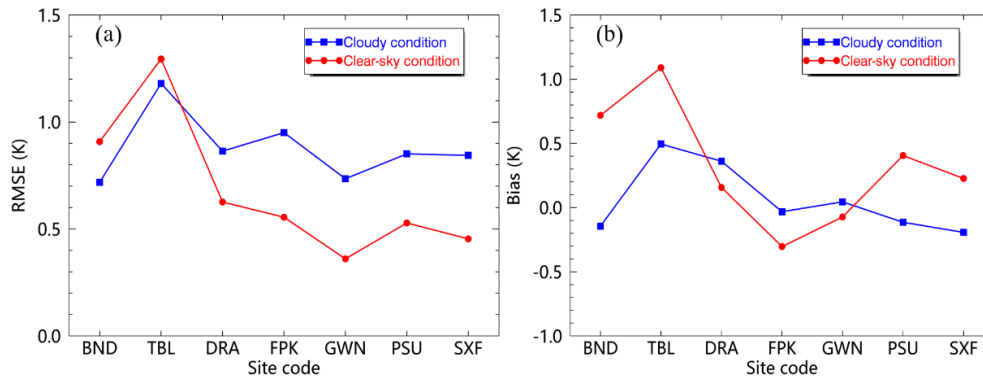 (a)
Cloudy condition
Clear-sky condition
RMSE (K)
1.5
1.0
0.5
0.0
BND TBL DRA FPK GWN PSU SXF
Site code
(b)
Cloudy condition
Clear-sky condition
Bias (K)
1.5
1.0
0.5
0.0
-0.5
-1.0
BND TBL DRA FPK GWN PSU SXF
Site code